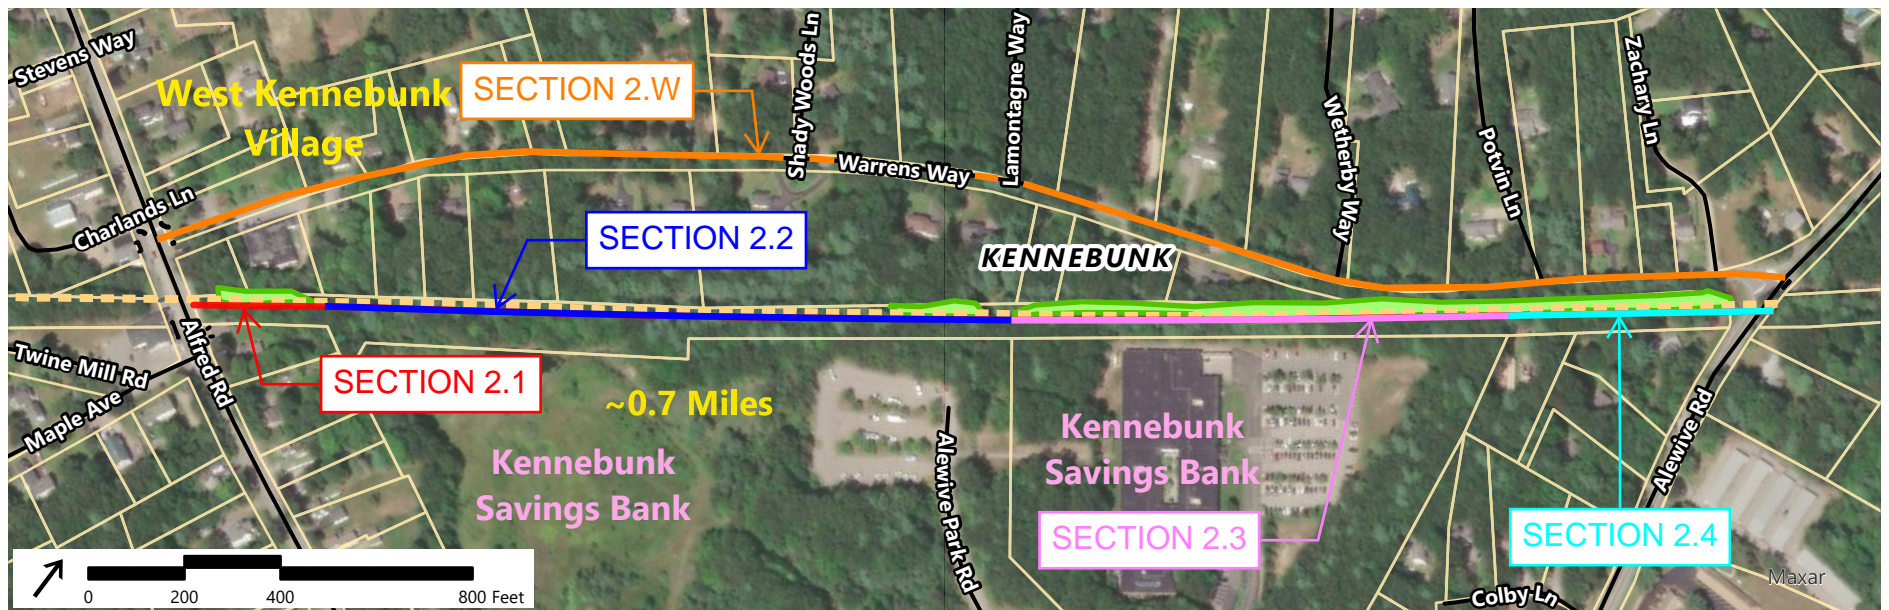 Stevens Way
West Kennebunk
Village
SECTION 2.W
Shady Woods Ln
Lamontagne Way
Warrens Way
Wetherby Way
Potvin Ln
Zachary Ln
Charlands Ln
SECTION 2.2
KENNEBUNK
Twine Mill Rd
Maple Ave
Alfred Rd
SECTION 2.1
~0.7 Miles
Kennebunk
Savings Bank
Alewive Park Rd
Kennebunk
Savings Bank
SECTION 2.3
Alewive Rd
SECTION 2.4
Colby Ln
Maxar
0 200 400 800 Feet